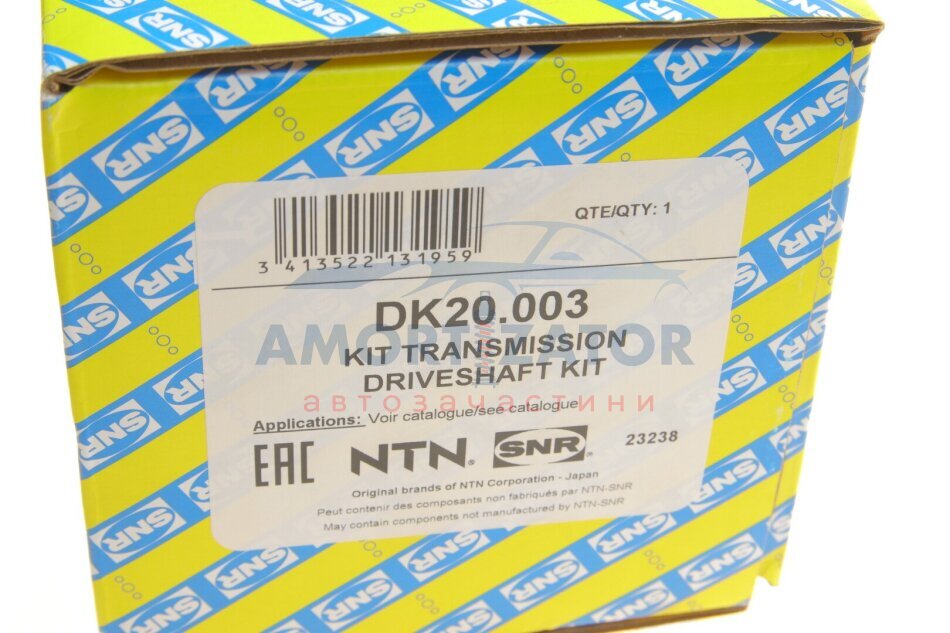 QTE/QTY: 1
3 413522 131959
DK20.003
AMORTIZATOR
KIT TRANSMISSION
DRIVESHAFT KIT
автозапчастини
Applications: Voir catalogue/see catalogue
EAC NTN® SNR® 23238
Original brands of NTN Corporation - Japan
Peut contenir des composants non fabriqués par NTN-SNR
May contain components not manufactured by NTN-SNR
SNR